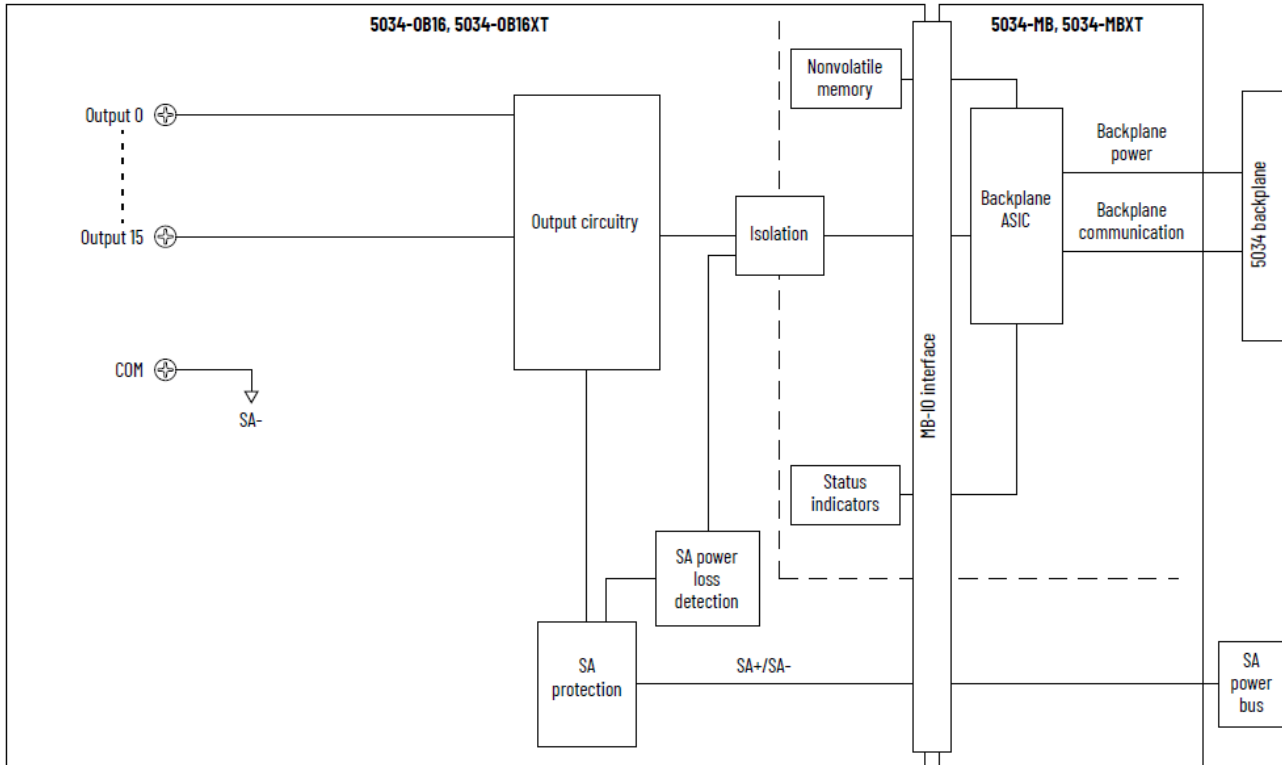 5034-OB16, 5034-OB16XT
5034-MB, 5034-MBXT
Nonvolatile
memory
Output 0
Output 15
COM
SA-
Output circuitry
Isolation
MB-IO interface
Backplane
ASIC
Backplane
power
Backplane
communication
5034 backplane
Status
indicators
SA power
loss
detection
SA
protection
SA+/SA-
SA
power
bus